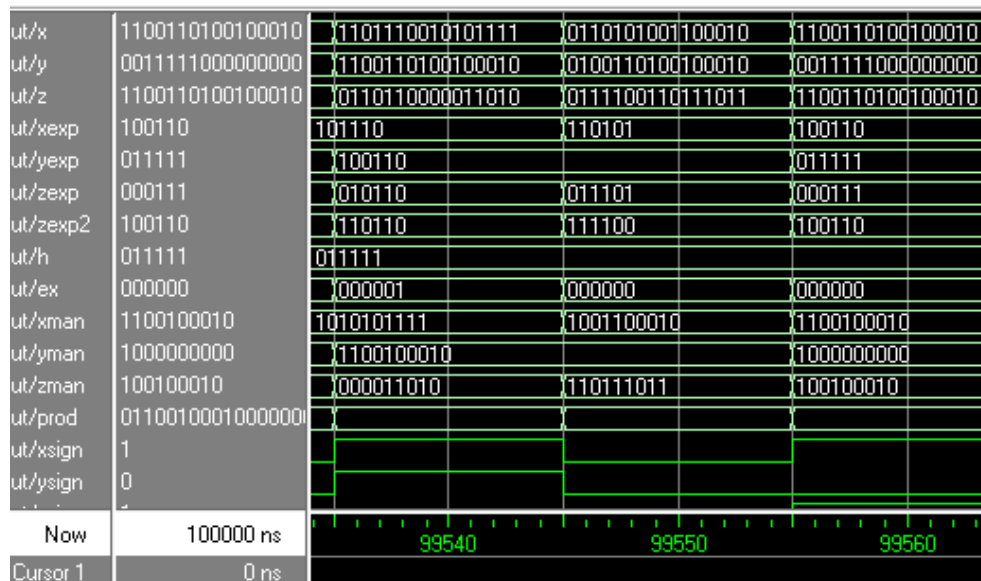 ut/x 1100110100100010 1101110010101111 0110101001100010 1100110100100010
ut/y 0011111000000000 1100110100100010 0100110100100010 0011111000000000
ut/z 1100110100100010 0110110000011010 0111100110111011 1100110100100010
ut/xexp 100110 101110 110101 100110
ut/yexp 011111 100110 011111
ut/zexp 000111 010110 011101 000111
ut/zexp2 100110 110110 111100 100110
ut/h 011111 011111
ut/ex 000000 000001 000000 000000
ut/xman 1100100010 1010101111 1001100010 1100100010
ut/yman 1000000000 1100100010 1000000000
ut/zman 100100010 000011010 110111011 100100010
ut/prod 0110010001000000
ut/xsign 1
ut/ysign 0
Now 100000 ns 99540 99550 99560
Cursor 1 0 ns